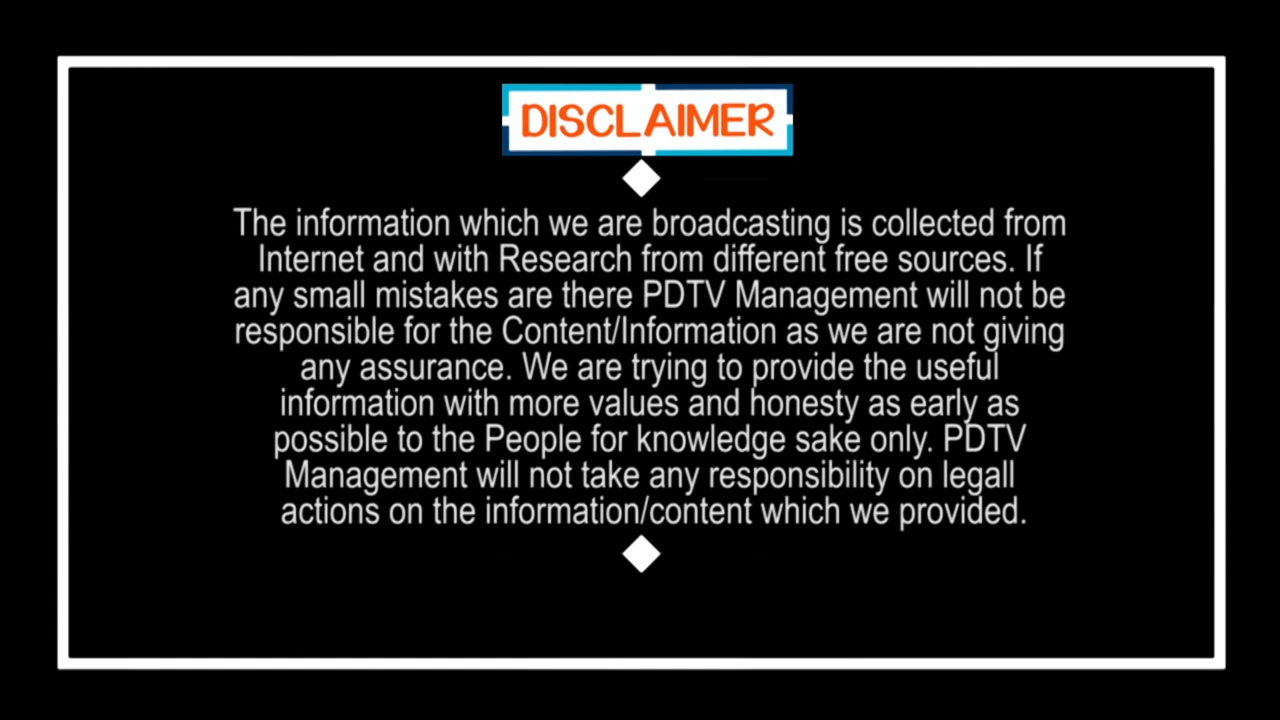 DISCLAIMER
The information which we are broadcasting is collected from
Internet and with Research from different free sources. If
any small mistakes are there PDTV Management will not be
responsible for the Content/Information as we are not giving
any assurance. We are trying to provide the useful
information with more values and honesty as early as
possible to the People for knowledge sake only. PDTV
Management will not take any responsibility on legall
actions on the information/content which we provided.